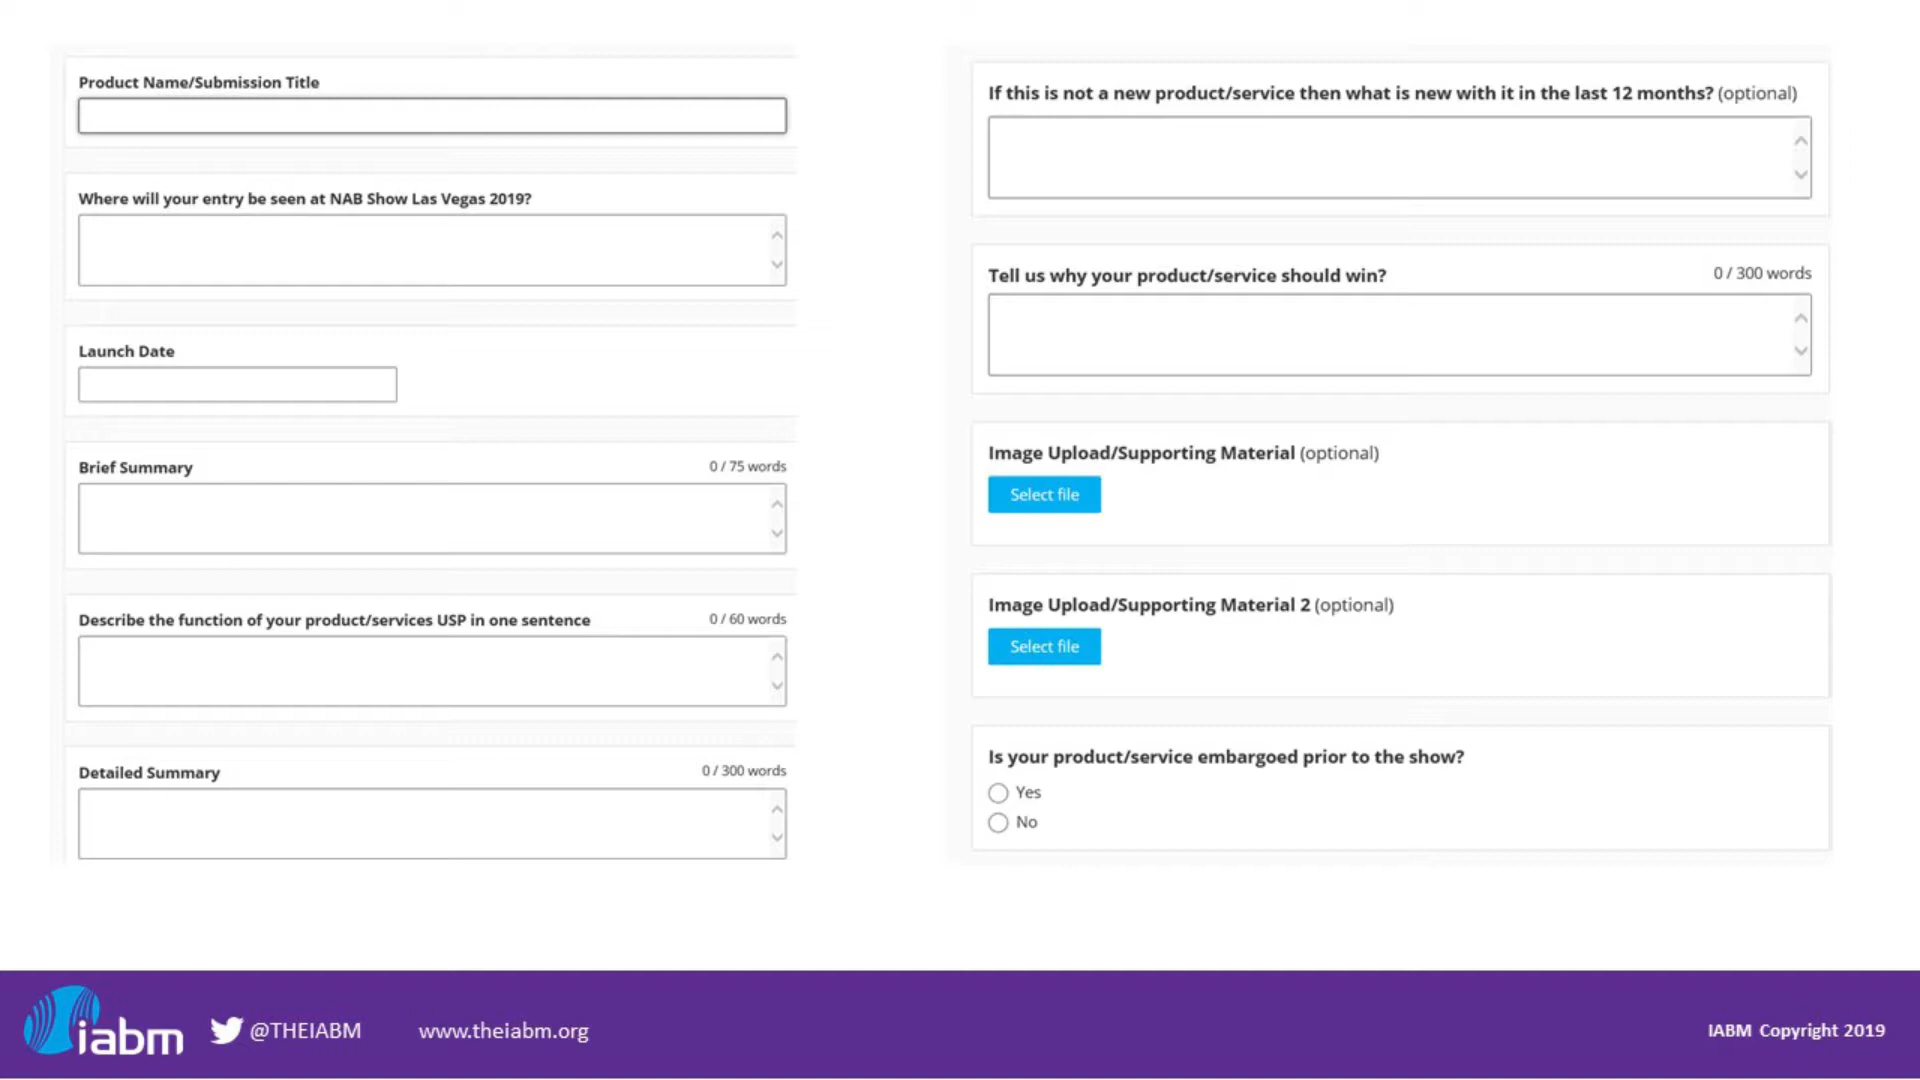 Product Name/Submission Title
Where will your entry be seen at NAB Show Las Vegas 2019?
Launch Date
Brief Summary 0 / 75 words
Describe the function of your product/services USP in one sentence 0 / 60 words
Detailed Summary 0 / 300 words
If this is not a new product/service then what is new with it in the last 12 months? (optional)
Tell us why your product/service should win? 0 / 300 words
Image Upload/Supporting Material (optional)
Select file
Image Upload/Supporting Material 2 (optional)
Select file
Is your product/service embargoed prior to the show?
Yes
No
iabm @THEIABM www.theiabm.org IABM Copyright 2019